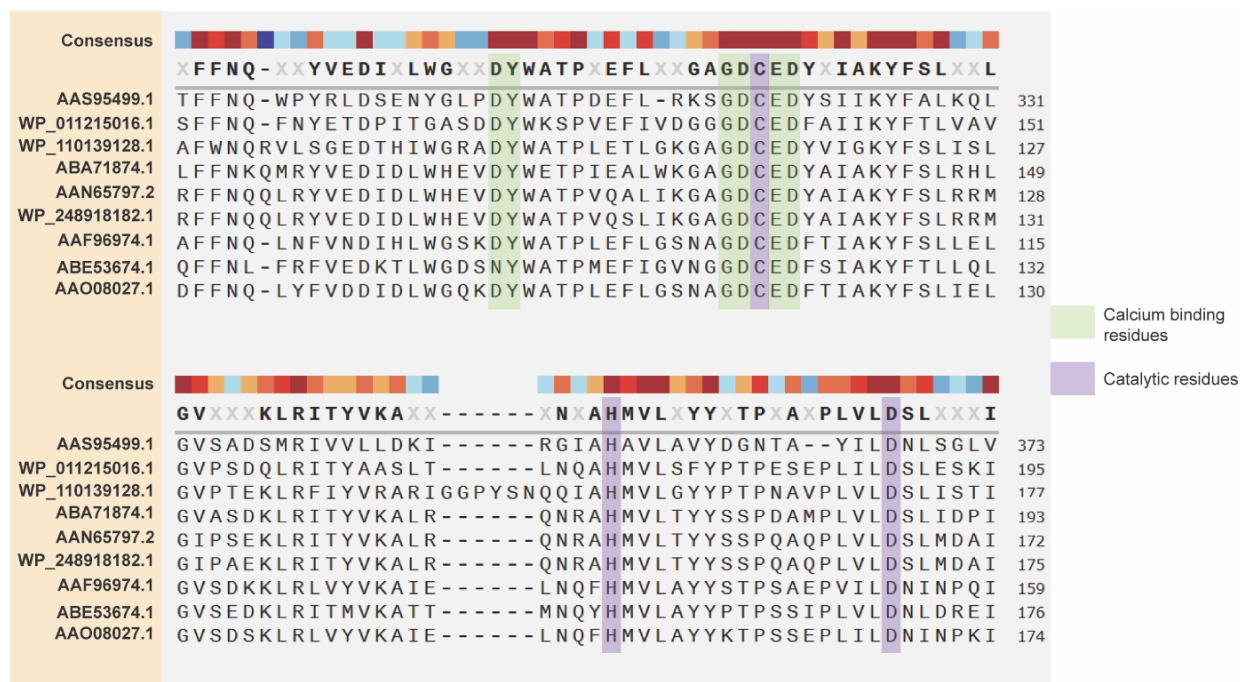 Consensus
XFFNQ-XXYVEDIXLWGXXDYWATPXEFLXXGAGDCEDYXIAKYFSLXXL
AAS95499.1 TFFNQ-WPYRLDSENYGLPDYWATPDEFL-RKSGDCEDYSIIKYFALKQL 331
WP_011215016.1 SFFNQ-FNYETDPITGASDDYWKSPVEFIVDGGGDCEDFAIIKYFTLVAV 151
WP_110139128.1 AFWNQRVLSGEDTHIWGRADYWATPLETLGKGAGDCEDYVIGKYFSLISL 127
ABA71874.1 LFFNKQMRYVEDIDLWHEVDYWETPIEALWKGAGDCEDYAIAKYFSLRHL 149
AAN65797.2 RFFNQQLRYVEDIDLWHEVDYWATPVQALIKGAGDCEDYAIAKYFSLRRM 128
WP_248918182.1 RFFNQQLRYVEDIDLWHEVDYWATPVQSLIKGAGDCEDYAIAKYFSLRRM 131
AAF96974.1 AFFNQ-LNFVNDIHLWGSKDYWATPLEFLGSNAGDCEDFTIAKYFSLLEL 115
ABE53674.1 QFFNL-FRFVEDKTLWGDSNYWATPMEFIGVNGGDCEDFSIAKYFTLLQL 132
AAO08027.1 DFFNQ-LYFVDDIDLWGQKDYWATPLEFLGSNAGDCEDFTIAKYFSLIEL 130
Calcium binding
residues
Catalytic residues
Consensus
GVXXXKLRITYVKAXX------XNXAHMVLXYYXTPXAXPLVLDSLXXXI
AAS95499.1 GVSADSMRIVVLLDKI------RGIAHAVLAVYDGNTA--YILDNLSGLV 373
WP_011215016.1 GVPSDQLRITYAASLT------LNQAHMVLSFYPTPESEPLILDSLESKI 195
WP_110139128.1 GVPTEKLRFIYVRARIGGPYSNQQIAHMVLGYYPTPNAVPLVLDSLISTI 177
ABA71874.1 GVASDKLRITYVKALR------QNRAHMVLTYYSSPDAMPLVLDSLIDPI 193
AAN65797.2 GIPSEKLRITYVKALR------QNRAHMVLTYYSSPQAQPLVLDSLMDAI 172
WP_248918182.1 GIPAEKLRITYVKALR------QNRAHMVLTYYSSPQAQPLVLDSLMDAI 175
AAF96974.1 GVSDKKLRLVYVKAIE------LNQFHMVLAYYSTPSAEPVILDNINPQI 159
ABE53674.1 GVSEDKLRITMVKATT------MNQYHMVLAYYPTPSSIPLVLDNLDREI 176
AAO08027.1 GVSDSKLRLVYVKAIE------LNQFHMVLAYYKTPSSEPLILDNINPKI 174